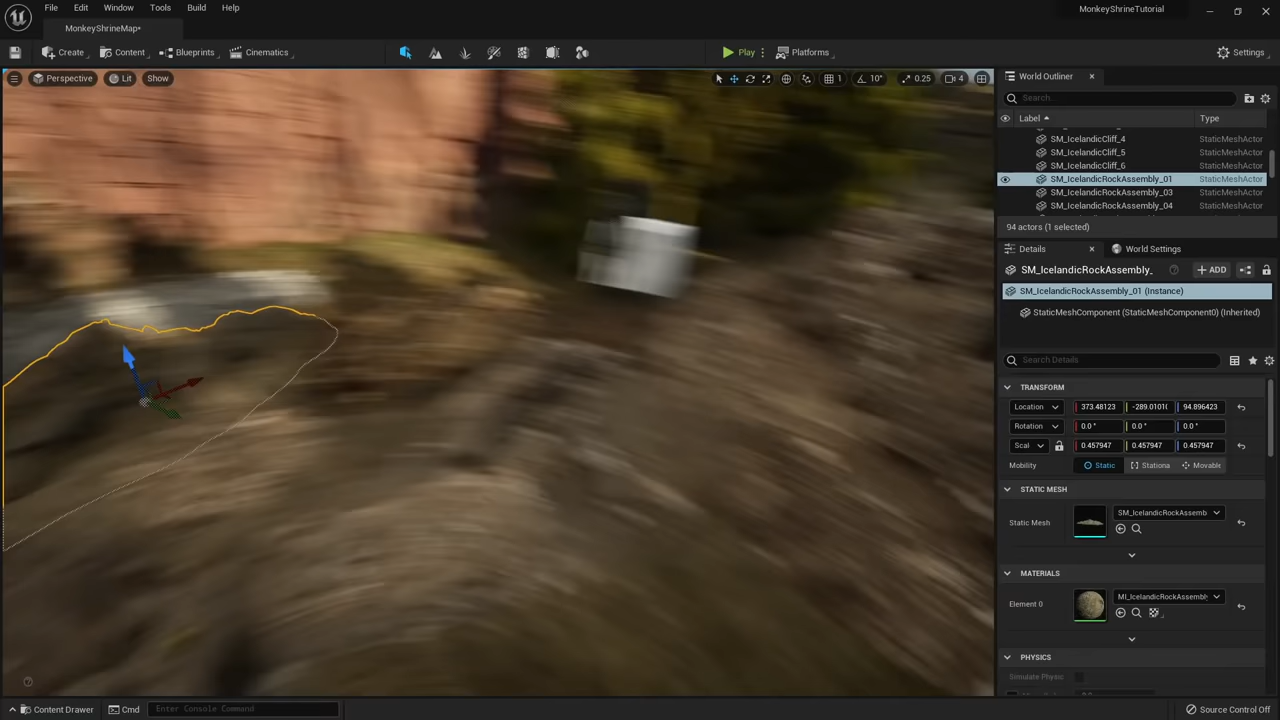 File Edit Window Tools Build Help
MonkeyShrineTutorial
MonkeyShrineMap*
Create Content Blueprints Cinematics Play Platforms Settings
Perspective Lit Show 1 10° 0.25 4
World Outliner
Search...
Label Type
SM_IcelandicCliff_4 StaticMeshActor
SM_IcelandicCliff_5 StaticMeshActor
SM_IcelandicCliff_6 StaticMeshActor
SM_IcelandicRockAssembly_01 StaticMeshActor
SM_IcelandicRockAssembly_03 StaticMeshActor
SM_IcelandicRockAssembly_04 StaticMeshActor
94 actors (1 selected)
Details World Settings
SM_IcelandicRockAssembly_ ADD
SM_IcelandicRockAssembly_01 (Instance)
StaticMeshComponent (StaticMeshComponent0) (Inherited)
Search Details
TRANSFORM
Location 373.48123 -289.0101( 94.896423
Rotation 0.0 ° 0.0 ° 0.0 °
Scal 0.457947 0.457947 0.457947
Mobility Static Stationa Movable
STATIC MESH
Static Mesh SM_IcelandicRockAssemb
MATERIALS
Element 0 MI_IcelandicRockAssembl
PHYSICS
Simulate Physic
Content Drawer Cmd Enter Console Command Source Control Off